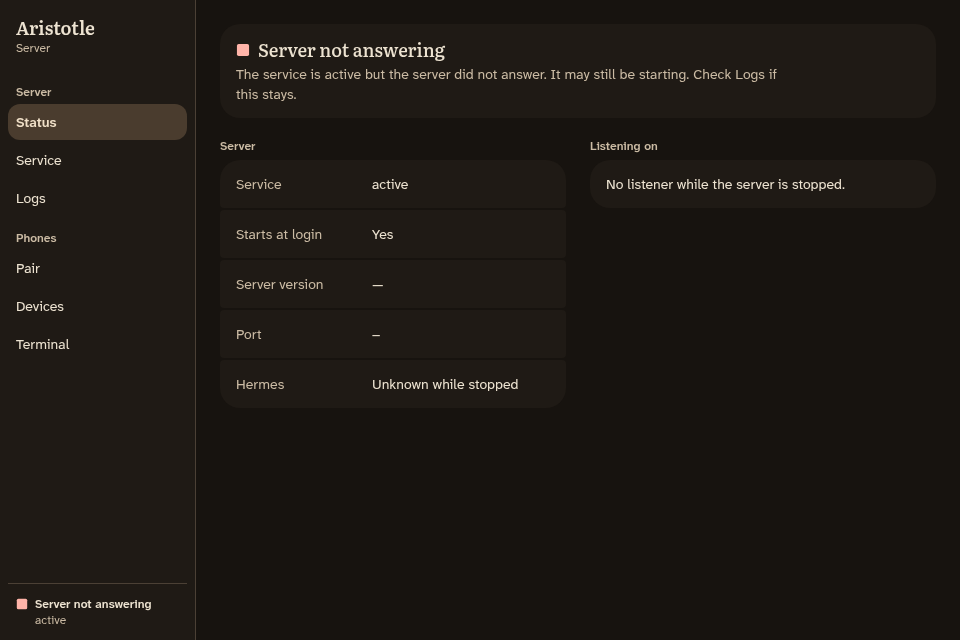 Aristotle
Server
Server
Status
Service
Logs
Phones
Pair
Devices
Terminal
Server not answering
active
Server not answering
The service is active but the server did not answer. It may still be starting. Check Logs if
this stays.
Server
Service active
Starts at login Yes
Server version —
Port –
Hermes Unknown while stopped
Listening on
No listener while the server is stopped.